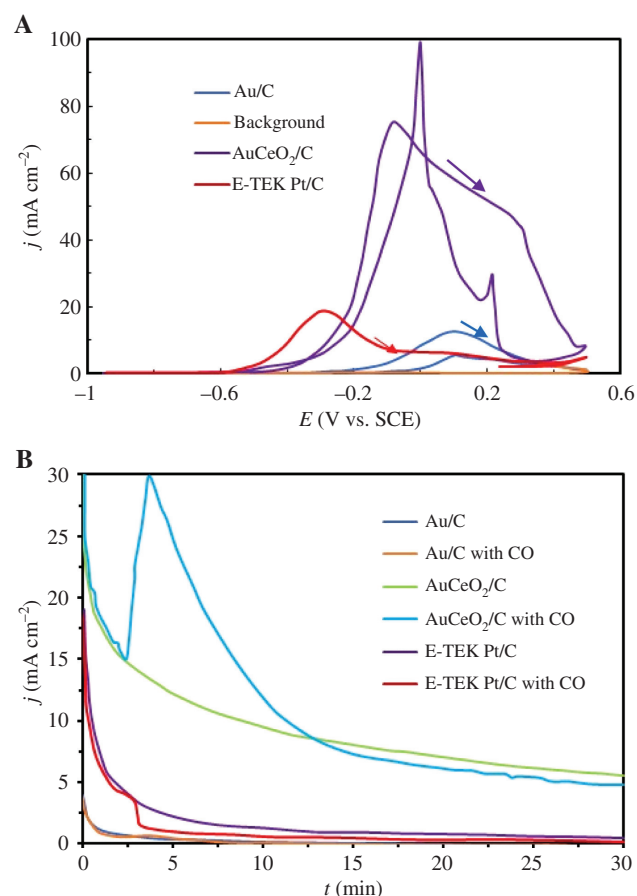 A
100
80
60
40
20
0
j (mA cm⁻²)
Au/C
Background
AuCeO₂/C
E-TEK Pt/C
−1
−0.6
−0.2
0.2
0.6
E (V vs. SCE)
B
30
25
20
15
10
5
0
j (mA cm⁻²)
Au/C
Au/C with CO
AuCeO₂/C
AuCeO₂/C with CO
E-TEK Pt/C
E-TEK Pt/C with CO
0
5
10
15
20
25
30
t (min)